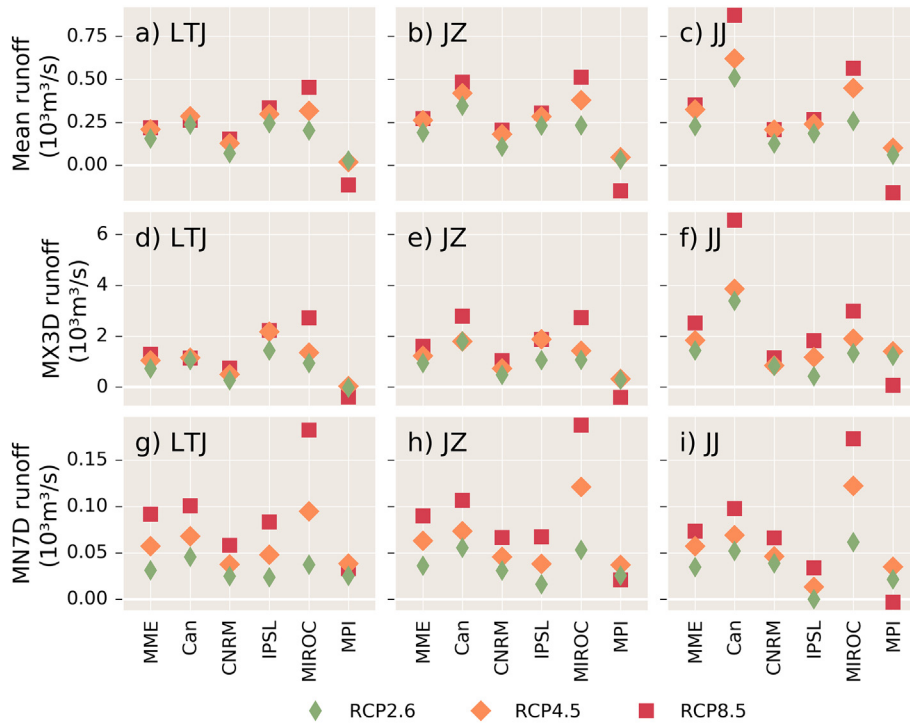 a) LTJ
b) JZ
c) JJ
Mean runoff
(10³m³/s)
0.75
0.50
0.25
0.00
d) LTJ
e) JZ
f) JJ
MX3D runoff
(10³m³/s)
6
4
2
0
g) LTJ
h) JZ
i) JJ
MN7D runoff
(10³m³/s)
0.15
0.10
0.05
0.00
MME Can CNRM IPSL MIROC MPI
MME Can CNRM IPSL MIROC MPI
MME Can CNRM IPSL MIROC MPI
RCP2.6 RCP4.5 RCP8.5